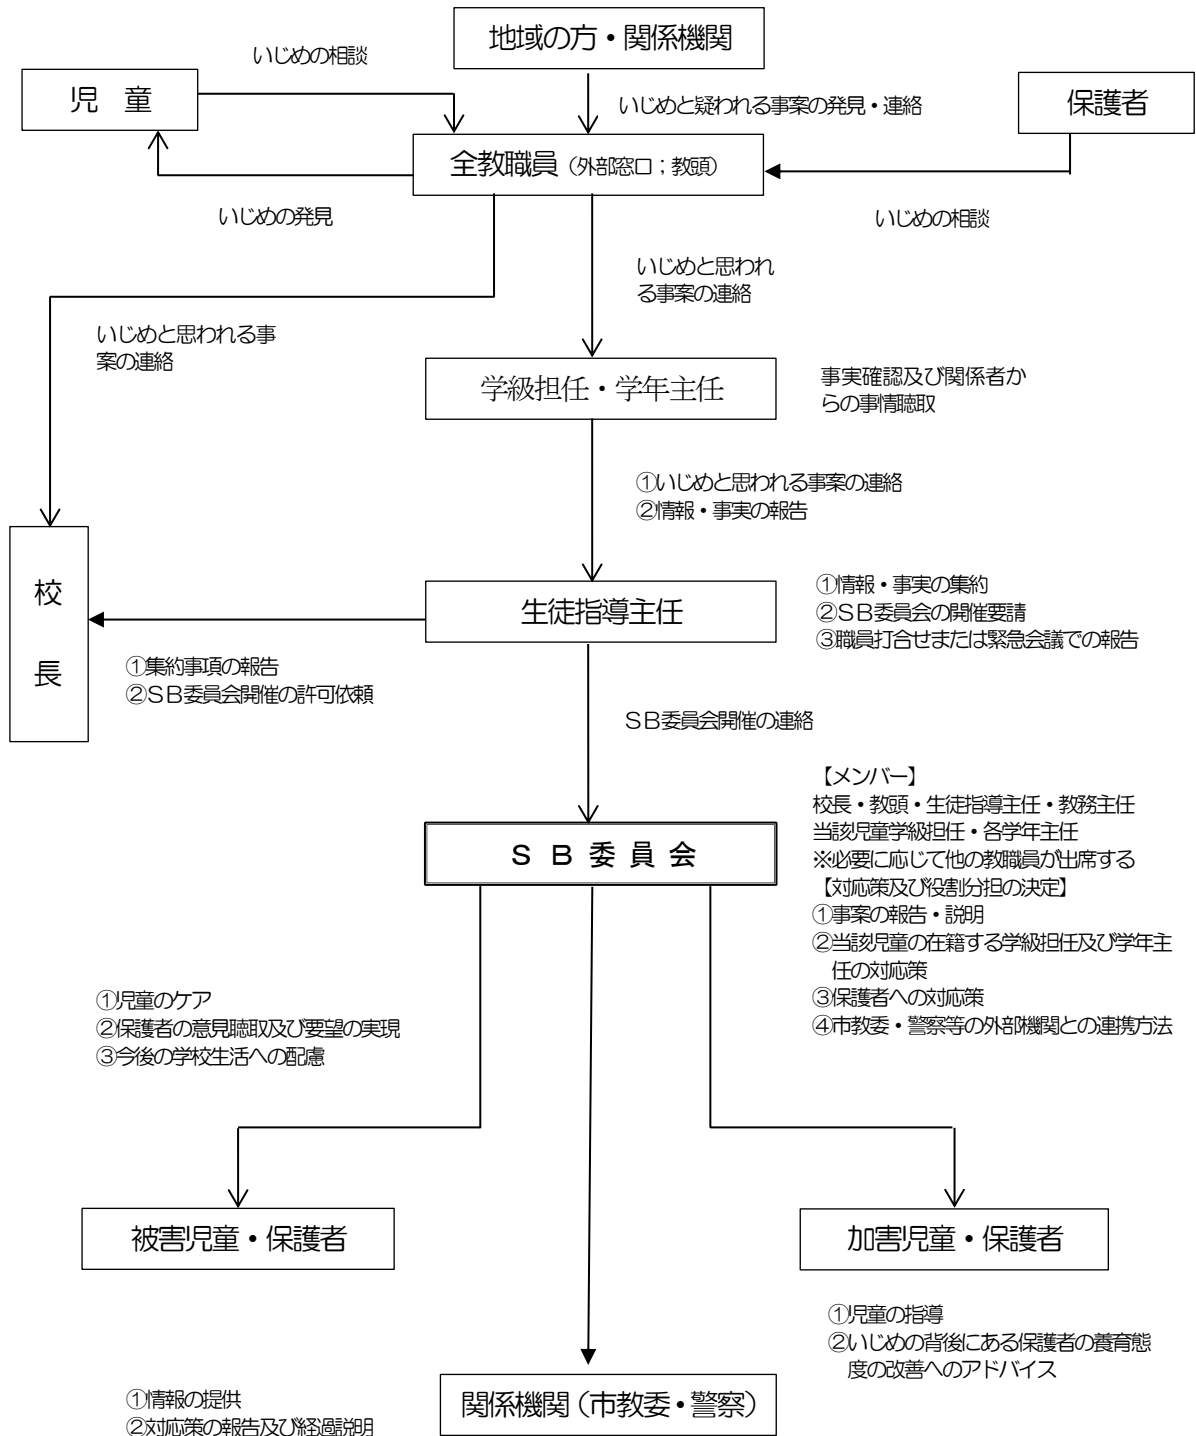 地域の方・関係機関
いじめの相談
児　童
いじめと疑われる事案の発見・連絡
保護者
全教職員（外部窓口；教頭）
いじめの発見
いじめの相談
いじめと思われ
る事案の連絡
いじめと思われる事
案の連絡
学級担任・学年主任
事実確認及び関係者か
らの事情聴取
①いじめと思われる事案の連絡
②情報・事実の報告
校
長
生徒指導主任
①情報・事実の集約
②ＳＢ委員会の開催要請
③職員打合せまたは緊急会議での報告
①集約事項の報告
②ＳＢ委員会開催の許可依頼
ＳＢ委員会開催の連絡
【メンバー】
校長・教頭・生徒指導主任・教務主任
当該児童学級担任・各学年主任
※必要に応じて他の教職員が出席する
【対応策及び役割分担の決定】
①事案の報告・説明
②当該児童の在籍する学級担任及び学年主
任の対応策
③保護者への対応策
④市教委・警察等の外部機関との連携方法
Ｓ　Ｂ 委 員 会
①児童のケア
②保護者の意見聴取及び要望の実現
③今後の学校生活への配慮
被害児童・保護者
加害児童・保護者
①児童の指導
②いじめの背後にある保護者の養育態
度の改善へのアドバイス
①情報の提供
②対応策の報告及び経過説明
関係機関（市教委・警察）